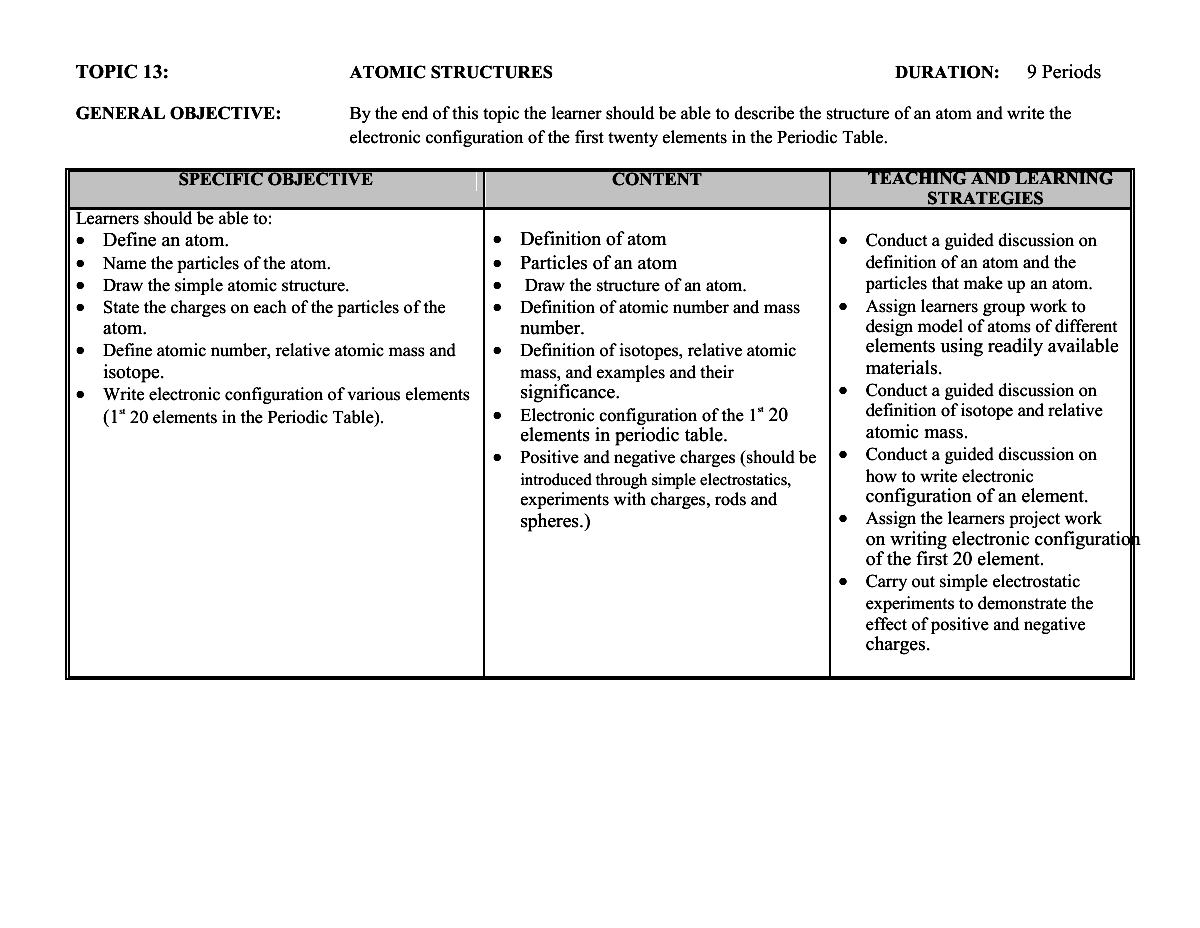 TOPIC 13: ATOMIC STRUCTURES DURATION: 9 Periods
GENERAL OBJECTIVE: By the end of this topic the learner should be able to describe the structure of an atom and write the
electronic configuration of the first twenty elements in the Periodic Table.
SPECIFIC OBJECTIVE
Learners should be able to:
• Define an atom.
• Name the particles of the atom.
• Draw the simple atomic structure.
• State the charges on each of the particles of the
atom.
• Define atomic number, relative atomic mass and
isotope.
• Write electronic configuration of various elements
(1st 20 elements in the Periodic Table).
CONTENT
• Definition of atom
• Particles of an atom
• Draw the structure of an atom.
• Definition of atomic number and mass
number.
• Definition of isotopes, relative atomic
mass, and examples and their
significance.
• Electronic configuration of the 1st 20
elements in periodic table.
• Positive and negative charges (should be
introduced through simple electrostatics,
experiments with charges, rods and
spheres.)
TEACHING AND LEARNING
STRATEGIES
• Conduct a guided discussion on
definition of an atom and the
particles that make up an atom.
• Assign learners group work to
design model of atoms of different
elements using readily available
materials.
• Conduct a guided discussion on
definition of isotope and relative
atomic mass.
• Conduct a guided discussion on
how to write electronic
configuration of an element.
• Assign the learners project work
on writing electronic configuration
of the first 20 element.
• Carry out simple electrostatic
experiments to demonstrate the
effect of positive and negative
charges.